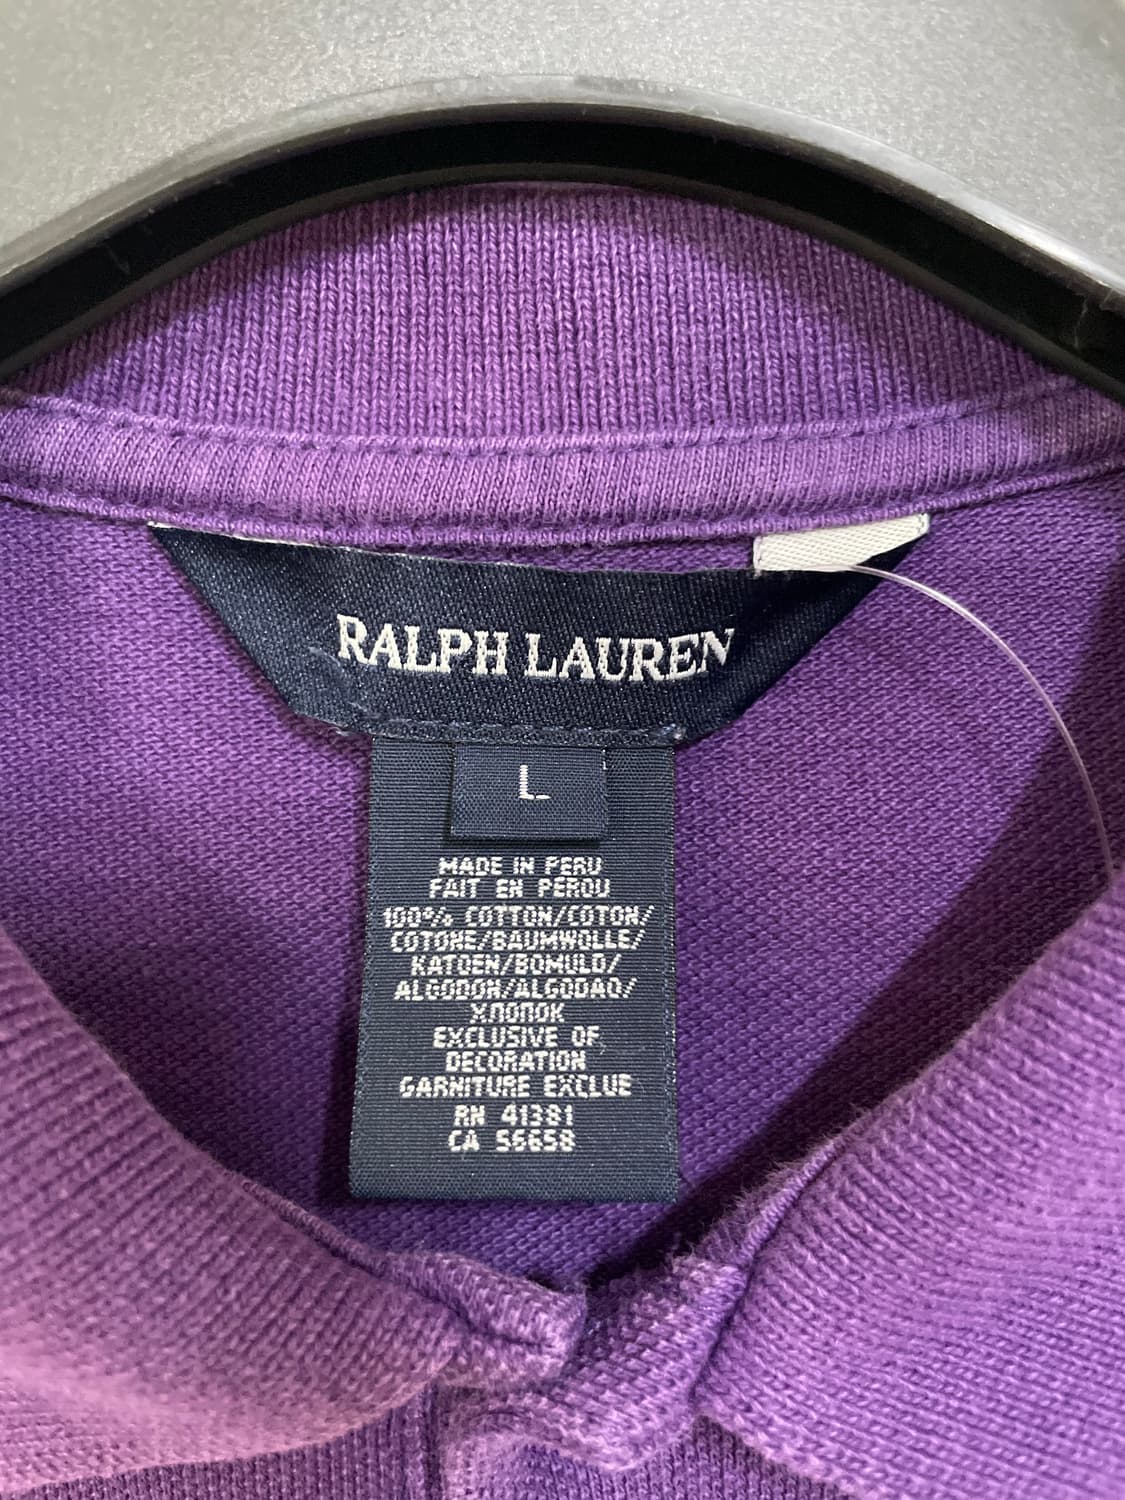 RALPH LAUREN
L
MADE IN PERU
FAIT EN PÉROU
100% COTTON/COTON/
COTONE/BAUMWOLLE/
KATOEN/BOMULD/
ALGODON/ALGODAO/
ХЛОПОК
EXCLUSIVE OF
DECORATION
GARNITURE EXCLUE
RN 41381
CA 56658